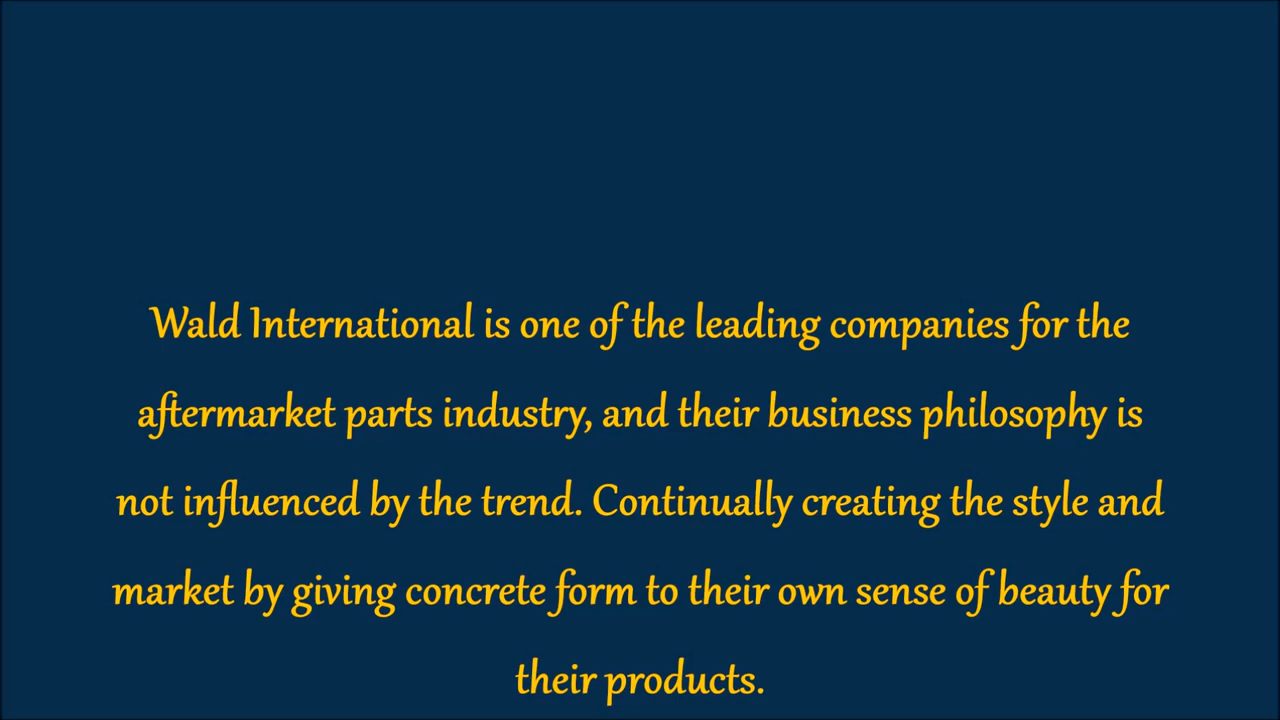 Wald International is one of the leading companies for the
aftermarket parts industry, and their business philosophy is
not influenced by the trend. Continually creating the style and
market by giving concrete form to their own sense of beauty for
their products.